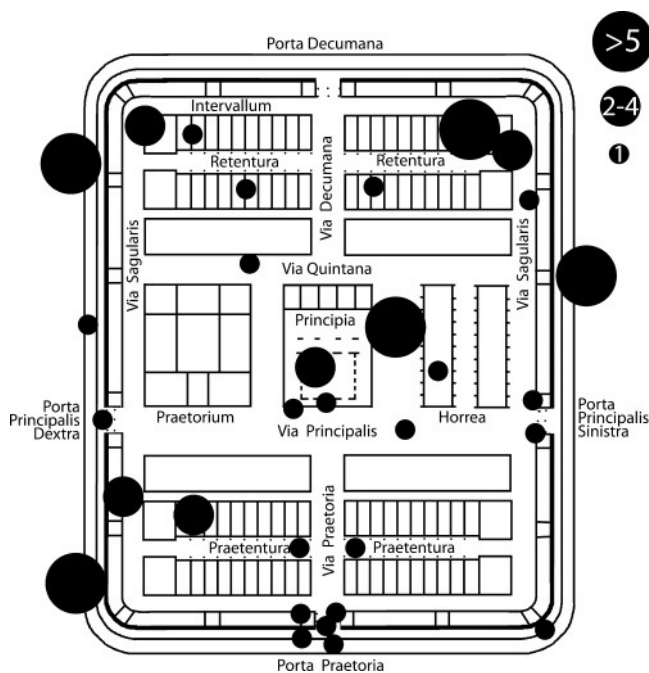 Porta Decumana
>5
2-4
1
Intervallum
Retentura
Retentura
Via Decumana
Via Sagularis
Via Sagularis
Via Quintana
Principia
Porta
Principalis
Dextra
Praetorium
Via Principalis
Horrea
Porta
Principalis
Sinistra
Via Praetoria
Praetentura
Praetentura
Porta Praetoria